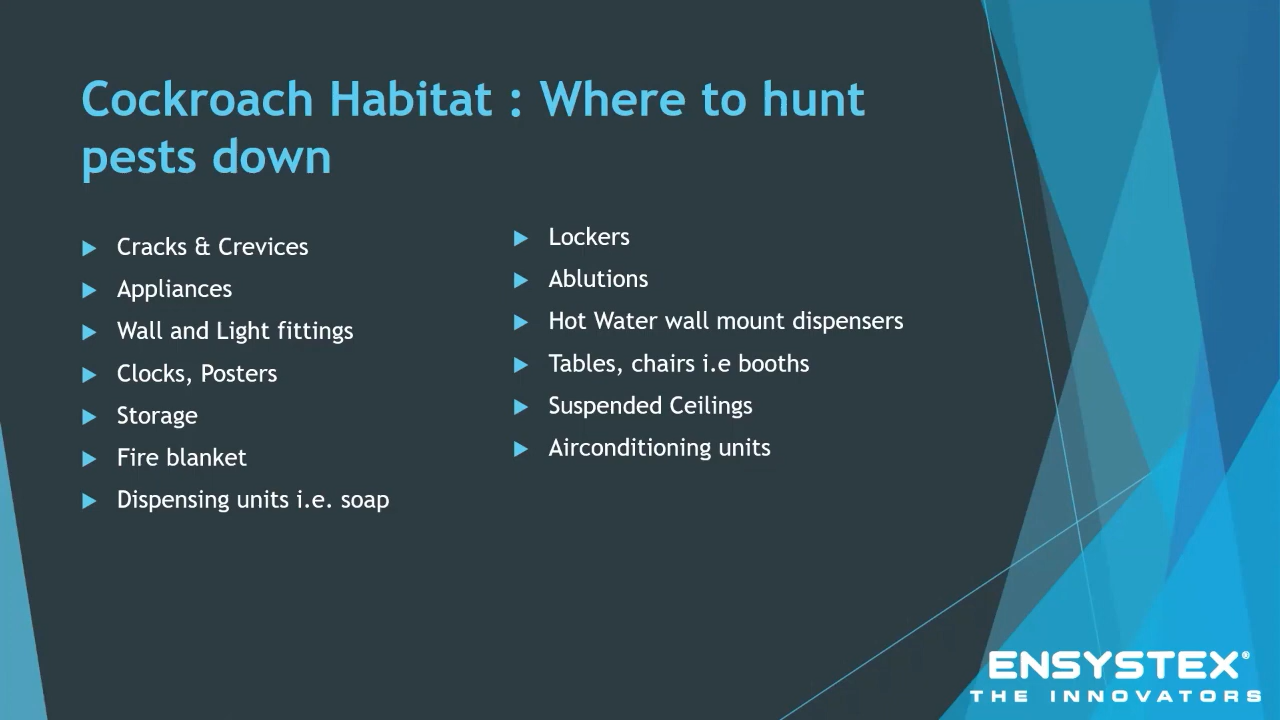 Cockroach Habitat : Where to hunt
pests down
Cracks & Crevices
Appliances
Wall and Light fittings
Clocks, Posters
Storage
Fire blanket
Dispensing units i.e. soap
Lockers
Ablutions
Hot Water wall mount dispensers
Tables, chairs i.e booths
Suspended Ceilings
Airconditioning units
ENSYSTEX®
THE INNOVATORS